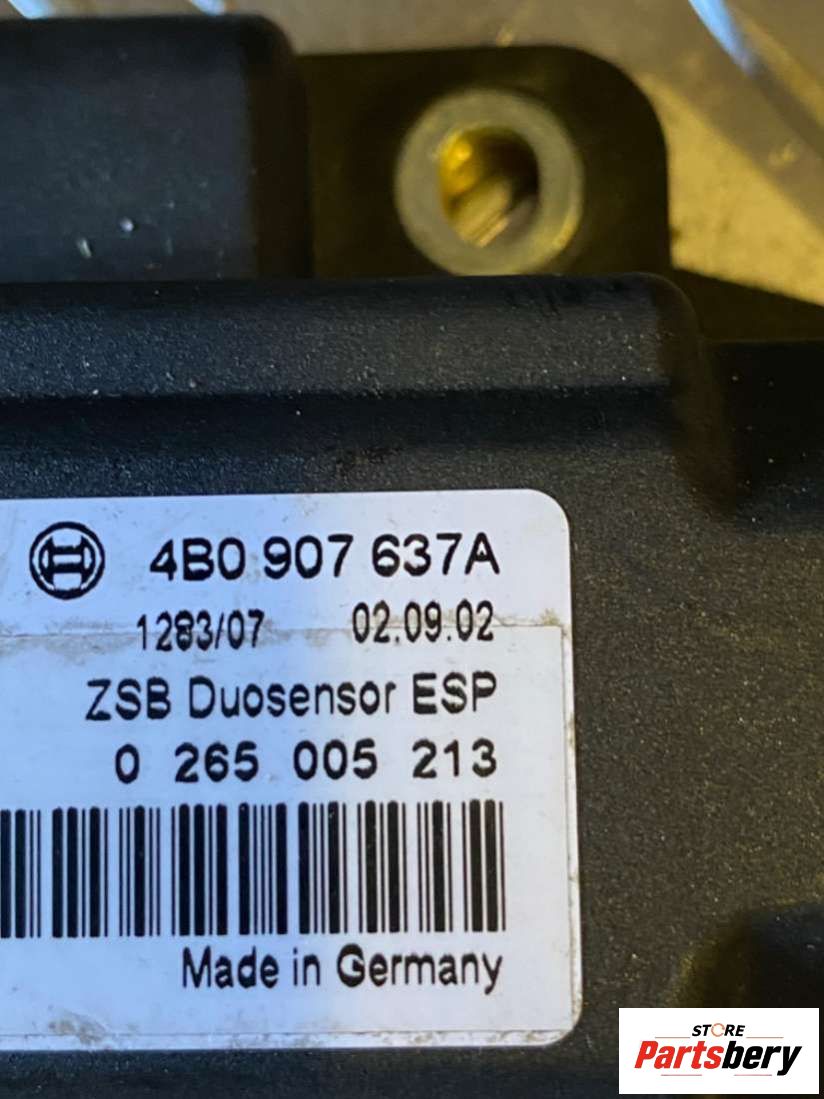 4B0 907 637A
1283/07 02.09.02
ZSB Duosensor ESP
0 265 005 213
Made in Germany
STORE
Partsbery